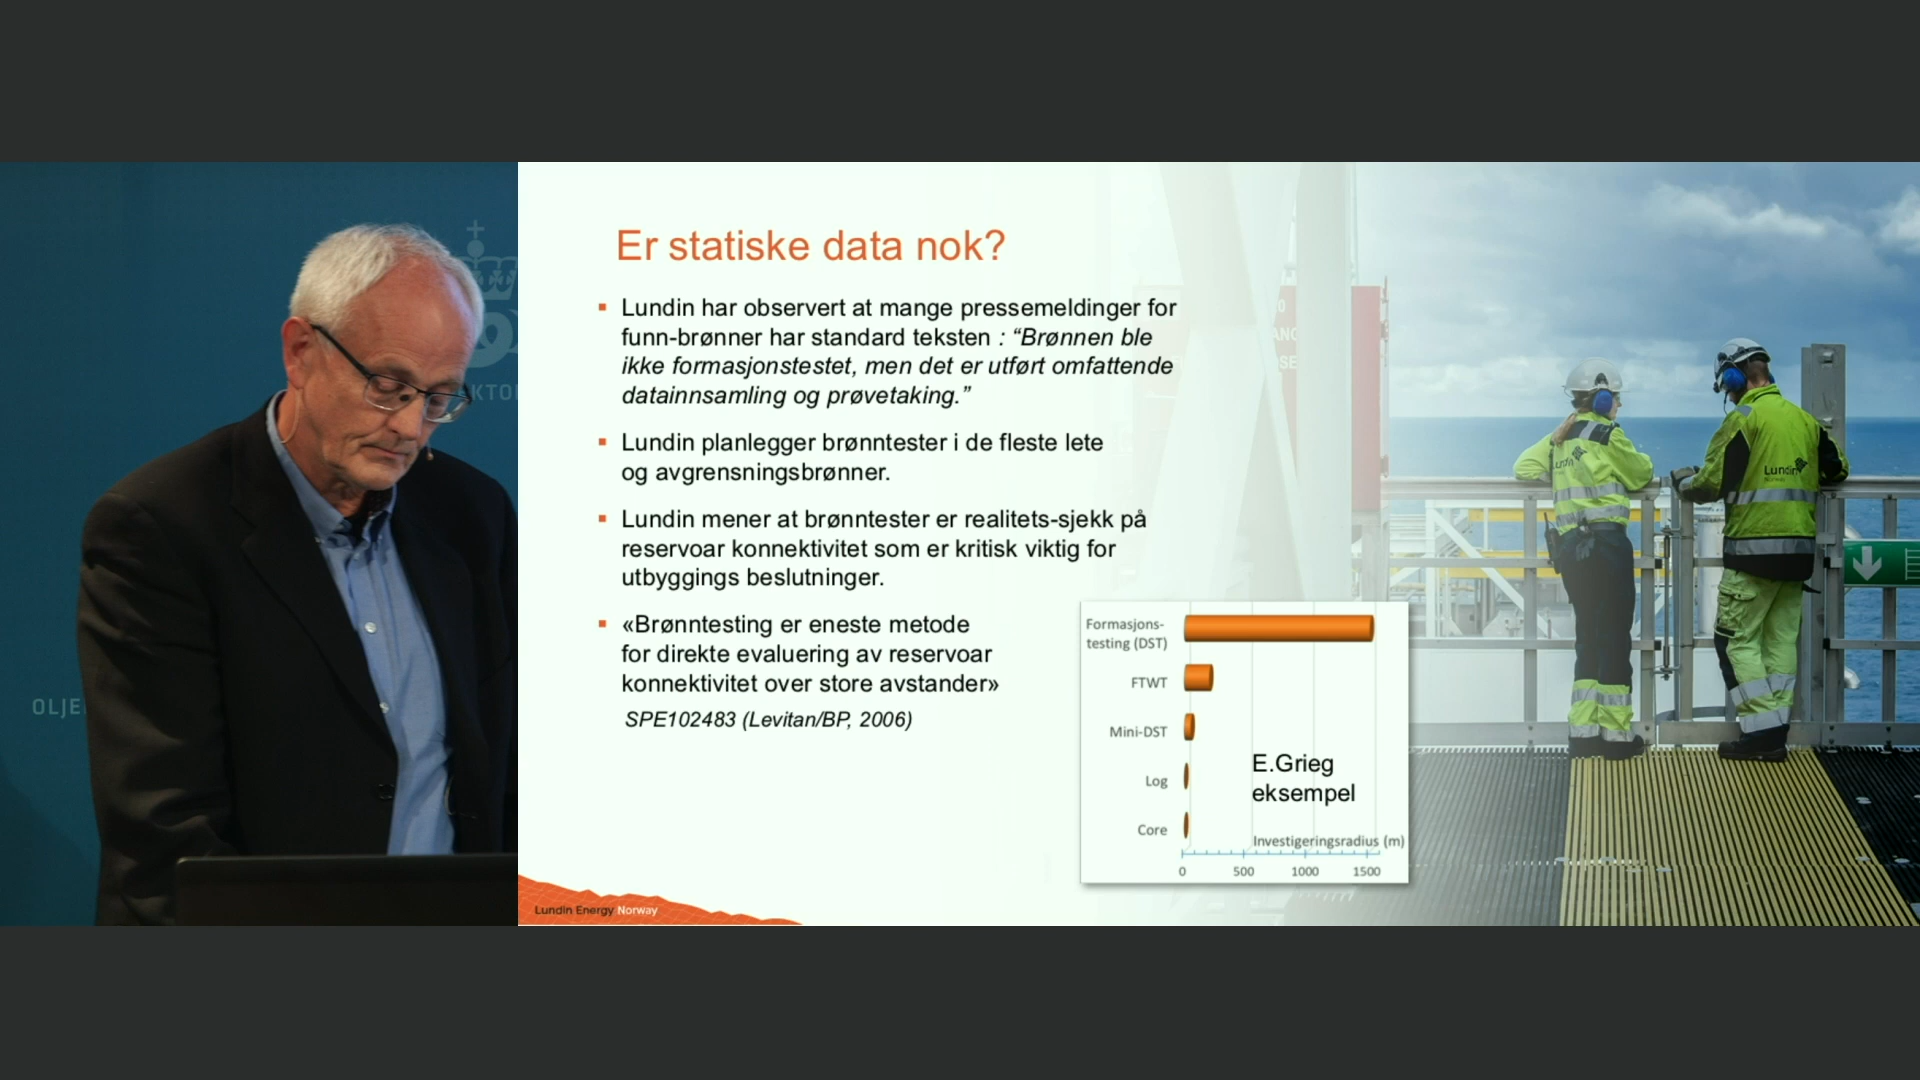 Er statiske data nok?
Lundin har observert at mange pressemeldinger for
funn-brønner har standard teksten : “Brønnen ble
ikke formasjonstestet, men det er utført omfattende
datainnsamling og prøvetaking.”
Lundin planlegger brønntester i de fleste lete
og avgrensningsbrønner.
Lundin mener at brønntester er realitets-sjekk på
reservoar konnektivitet som er kritisk viktig for
utbyggings beslutninger.
«Brønntesting er eneste metode
for direkte evaluering av reservoar
konnektivitet over store avstander»
SPE102483 (Levitan/BP, 2006)
Formasjons-
testing (DST)
FTWT
Mini-DST
Log
Core
E.Grieg
eksempel
Investigeringsradius (m)
0 500 1000 1500
Lundin Energy Norway
OLJE
KTO
Lundin